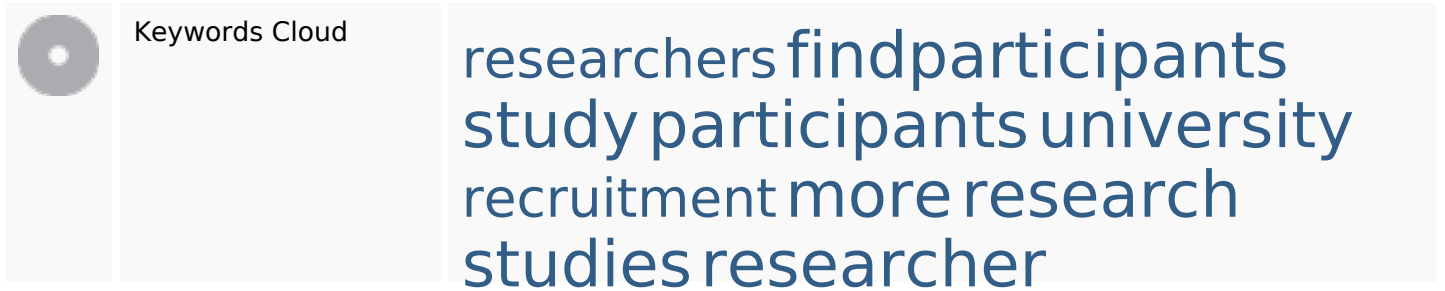 Keywords Cloud
researchers findparticipants
study participants university
recruitment more research
studies researcher